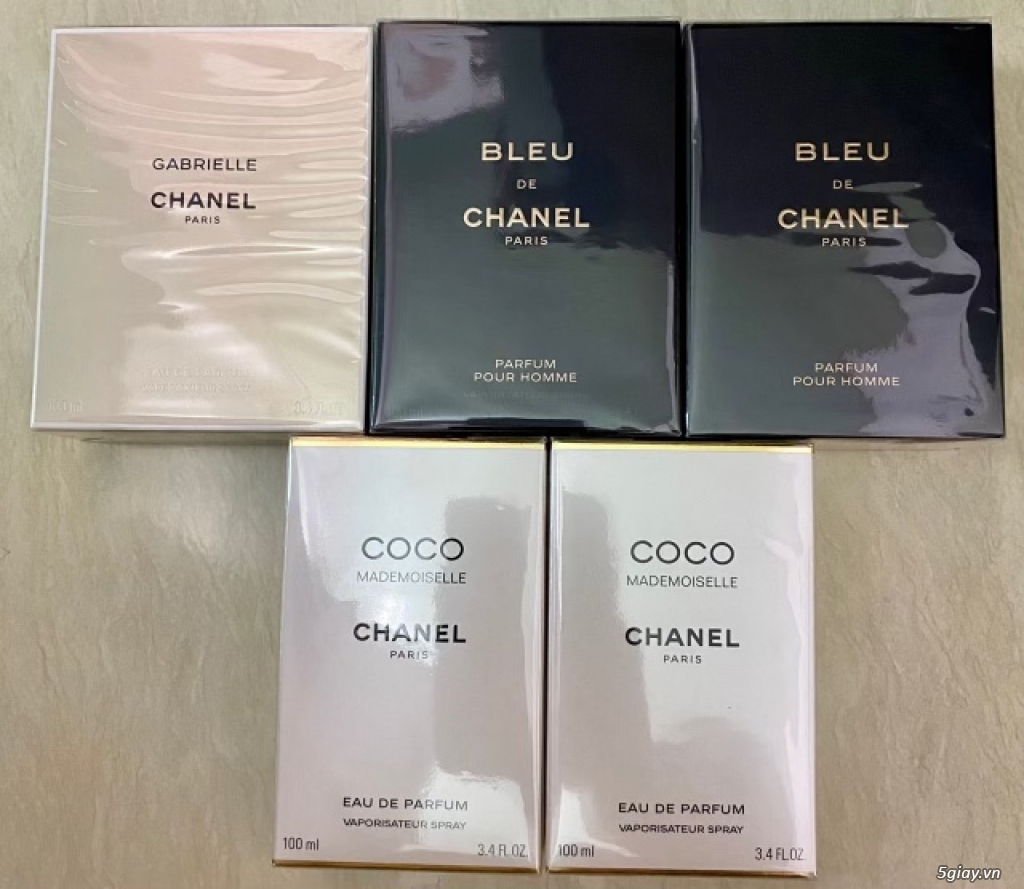 GABRIELLE
CHANEL
PARIS
BLEU
DE
CHANEL
PARIS
PARFUM
POUR HOMME
BLEU
DE
CHANEL
PARIS
PARFUM
POUR HOMME
COCO
MADEMOISELLE
CHANEL
PARIS
EAU DE PARFUM
VAPORISATEUR SPRAY
100 ml 3.4 FL.OZ.
COCO
MADEMOISELLE
CHANEL
PARIS
EAU DE PARFUM
VAPORISATEUR SPRAY
100 ml 3.4 FL.OZ.
5giay.vn